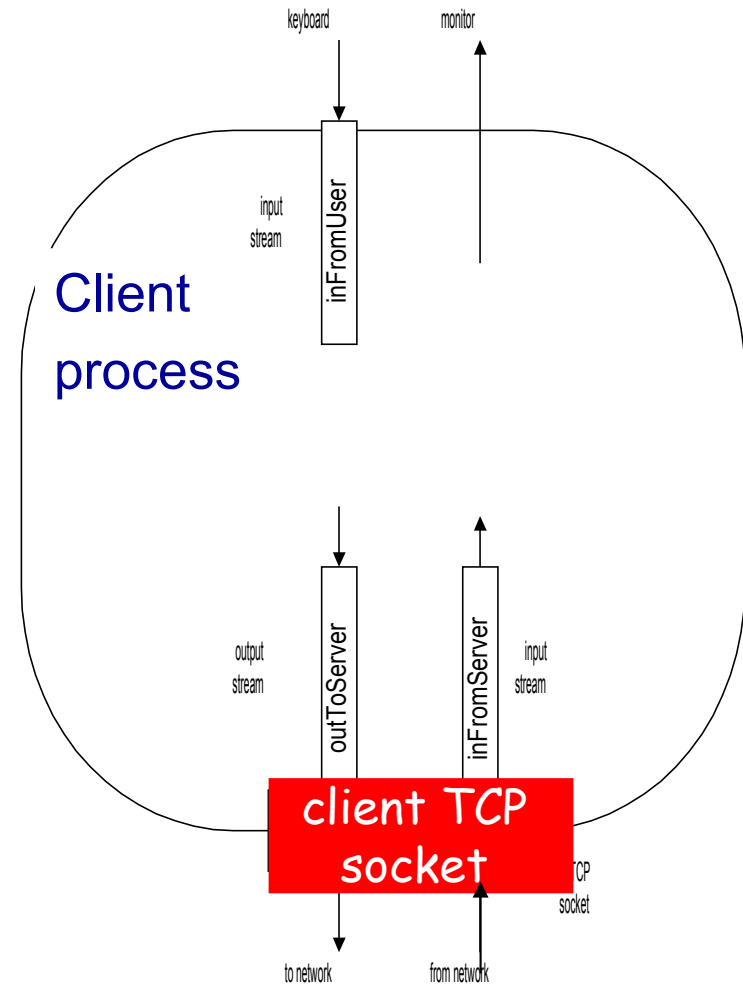 keyboard
monitor
inFromUser
input
stream
Client
process
output
stream
outToServer
inFromServer
input
stream
client TCP
socket
TCP
socket
to network
from network